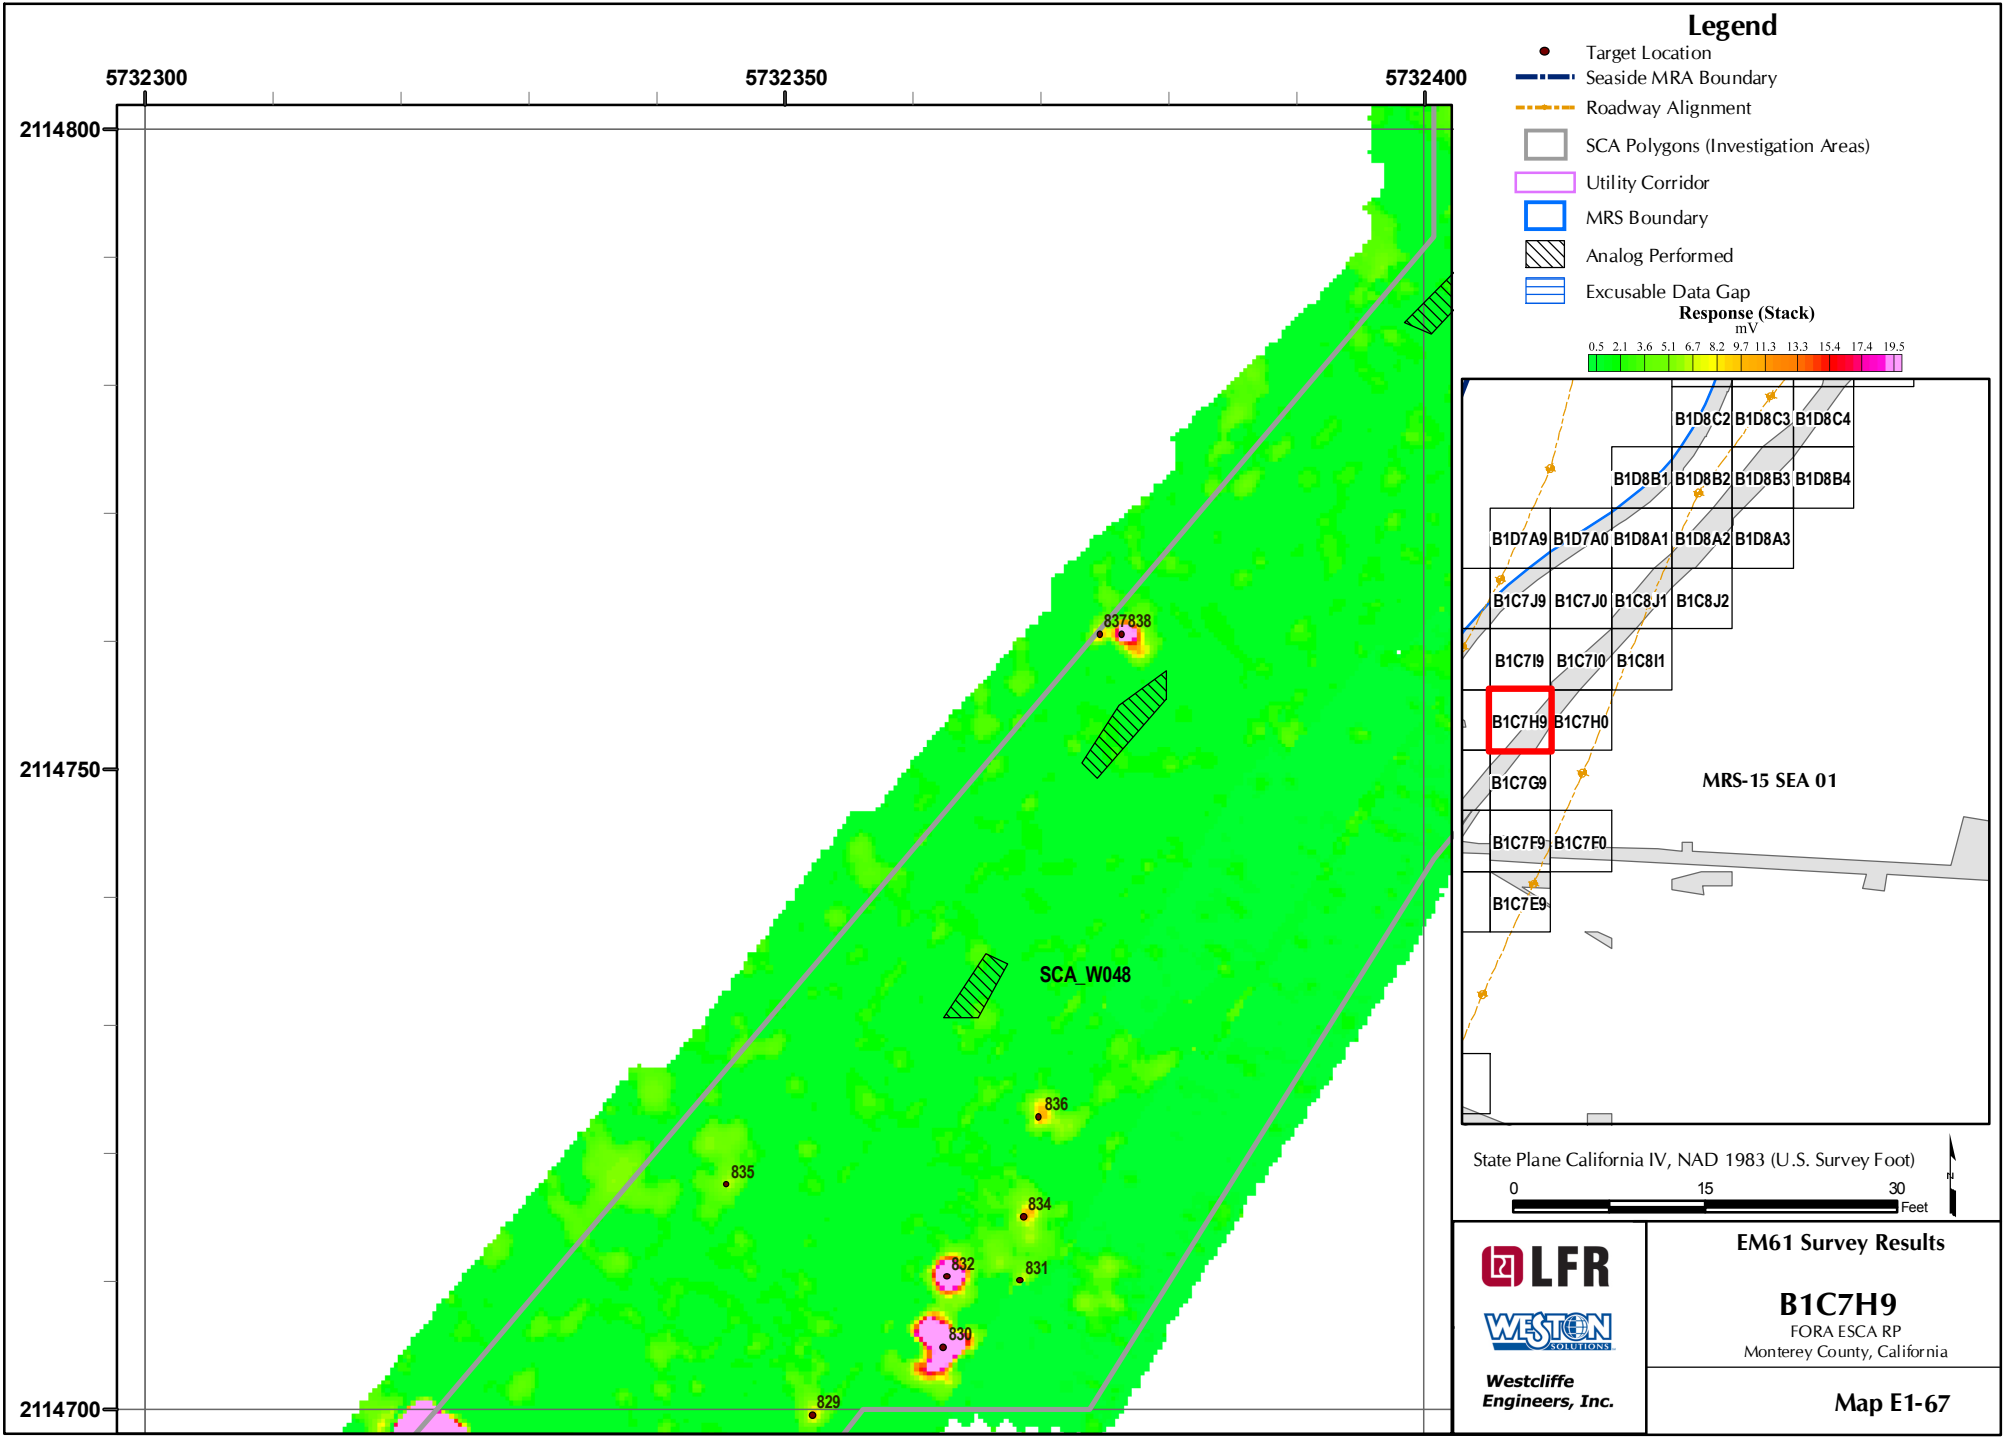 5732300
5732350
5732400
2114800
2114750
2114700
837
838
SCA_W048
836
835
834
832
831
830
829
Legend
Target Location
Seaside MRA Boundary
Roadway Alignment
SCA Polygons (Investigation Areas)
Utility Corridor
MRS Boundary
Analog Performed
Excusable Data Gap
Response (Stack)
mV
0.5 2.1 3.6 5.1 6.7 8.2 9.7 11.3 13.3 15.4 17.4 19.5
B1D8C2 B1D8C3 B1D8C4
B1D8B1 B1D8B2 B1D8B3 B1D8B4
B1D7A9 B1D7A0 B1D8A1 B1D8A2 B1D8A3
B1C7J9 B1C7J0 B1C8J1 B1C8J2
B1C7I9 B1C7I0 B1C8I1
B1C7H9 B1C7H0
B1C7G9
MRS-15 SEA 01
B1C7F9 B1C7F0
B1C7E9
State Plane California IV, NAD 1983 (U.S. Survey Foot)
N
0 15 30
Feet
LFR
WESTON
SOLUTIONS
Westcliffe
Engineers, Inc.
EM61 Survey Results
B1C7H9
FORA ESCA RP
Monterey County, California
Map E1-67